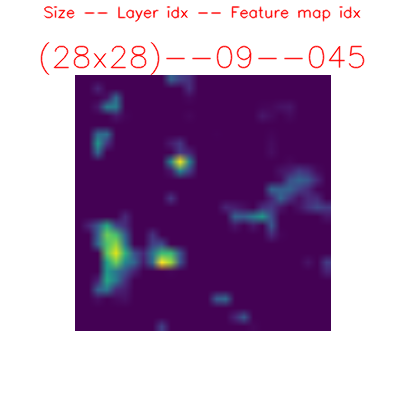 Size -- Layer idx -- Feature map idx
(28x28)--09--045